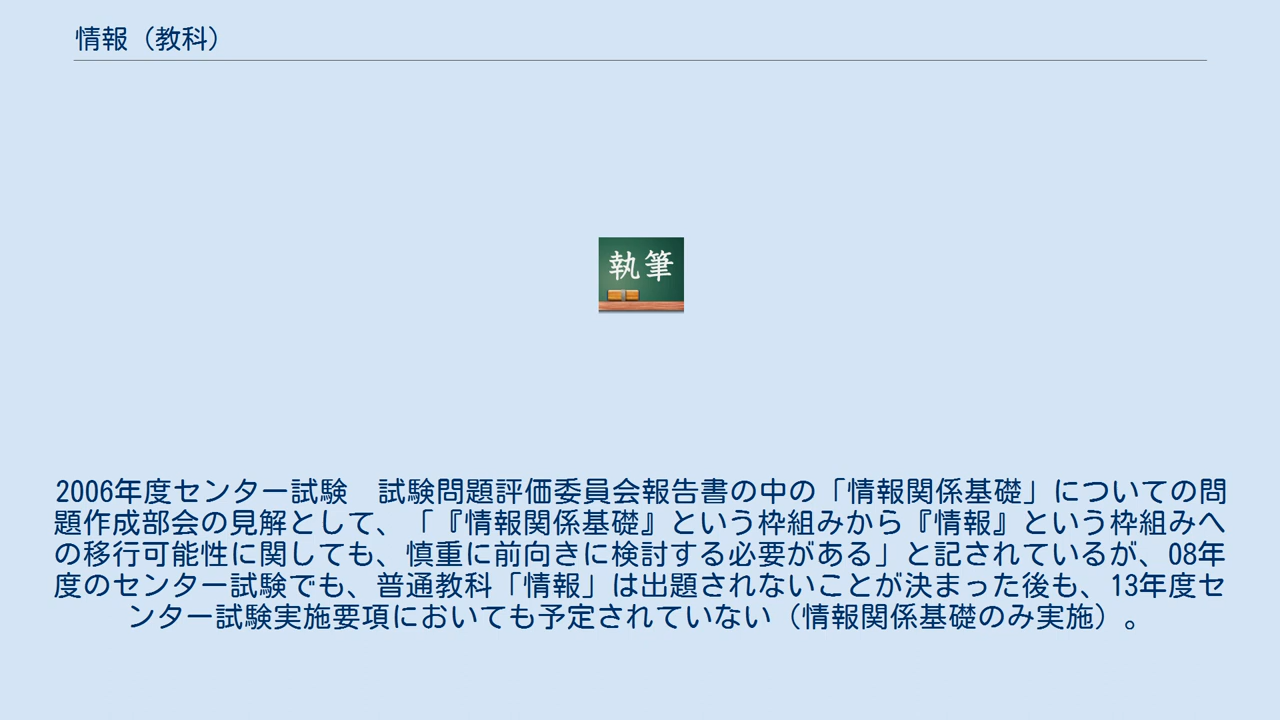 情報（教科）
執筆
2006年度センター試験　試験問題評価委員会報告書の中の「情報関係基礎」についての問
題作成部会の見解として、「『情報関係基礎』という枠組みから『情報』という枠組みへ
の移行可能性に関しても、慎重に前向きに検討する必要がある」と記されているが、08年
度のセンター試験でも、普通教科「情報」は出題されないことが決まった後も、13年度セ
ンター試験実施要項においても予定されていない（情報関係基礎のみ実施）。